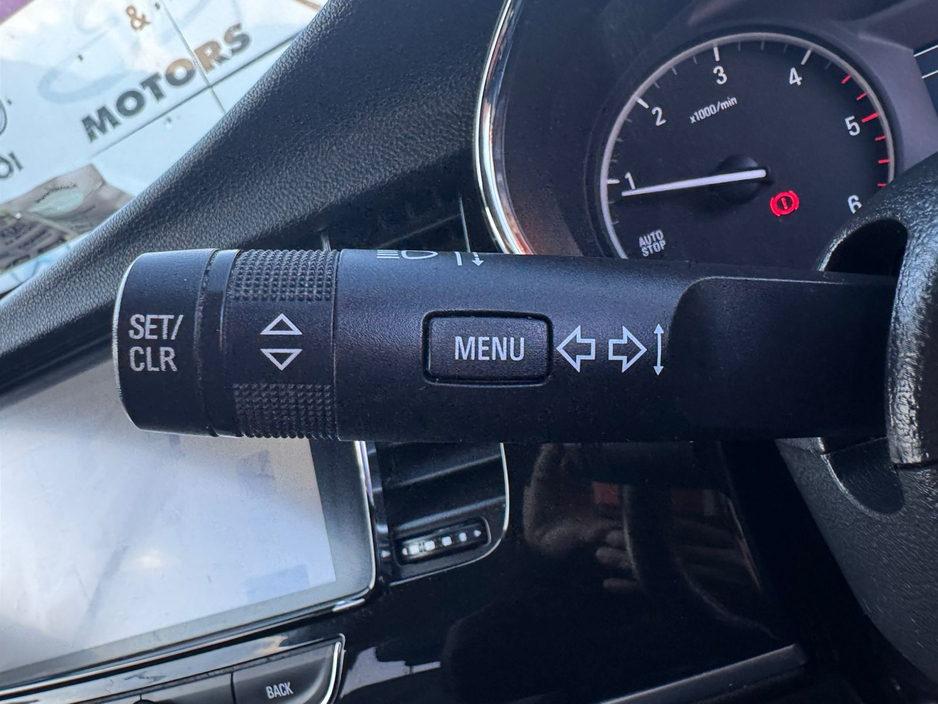 &
MOTORS
1
2
3
4
5
6
x1000/min
AUTO
STOP
SET/
CLR
MENU
BACK